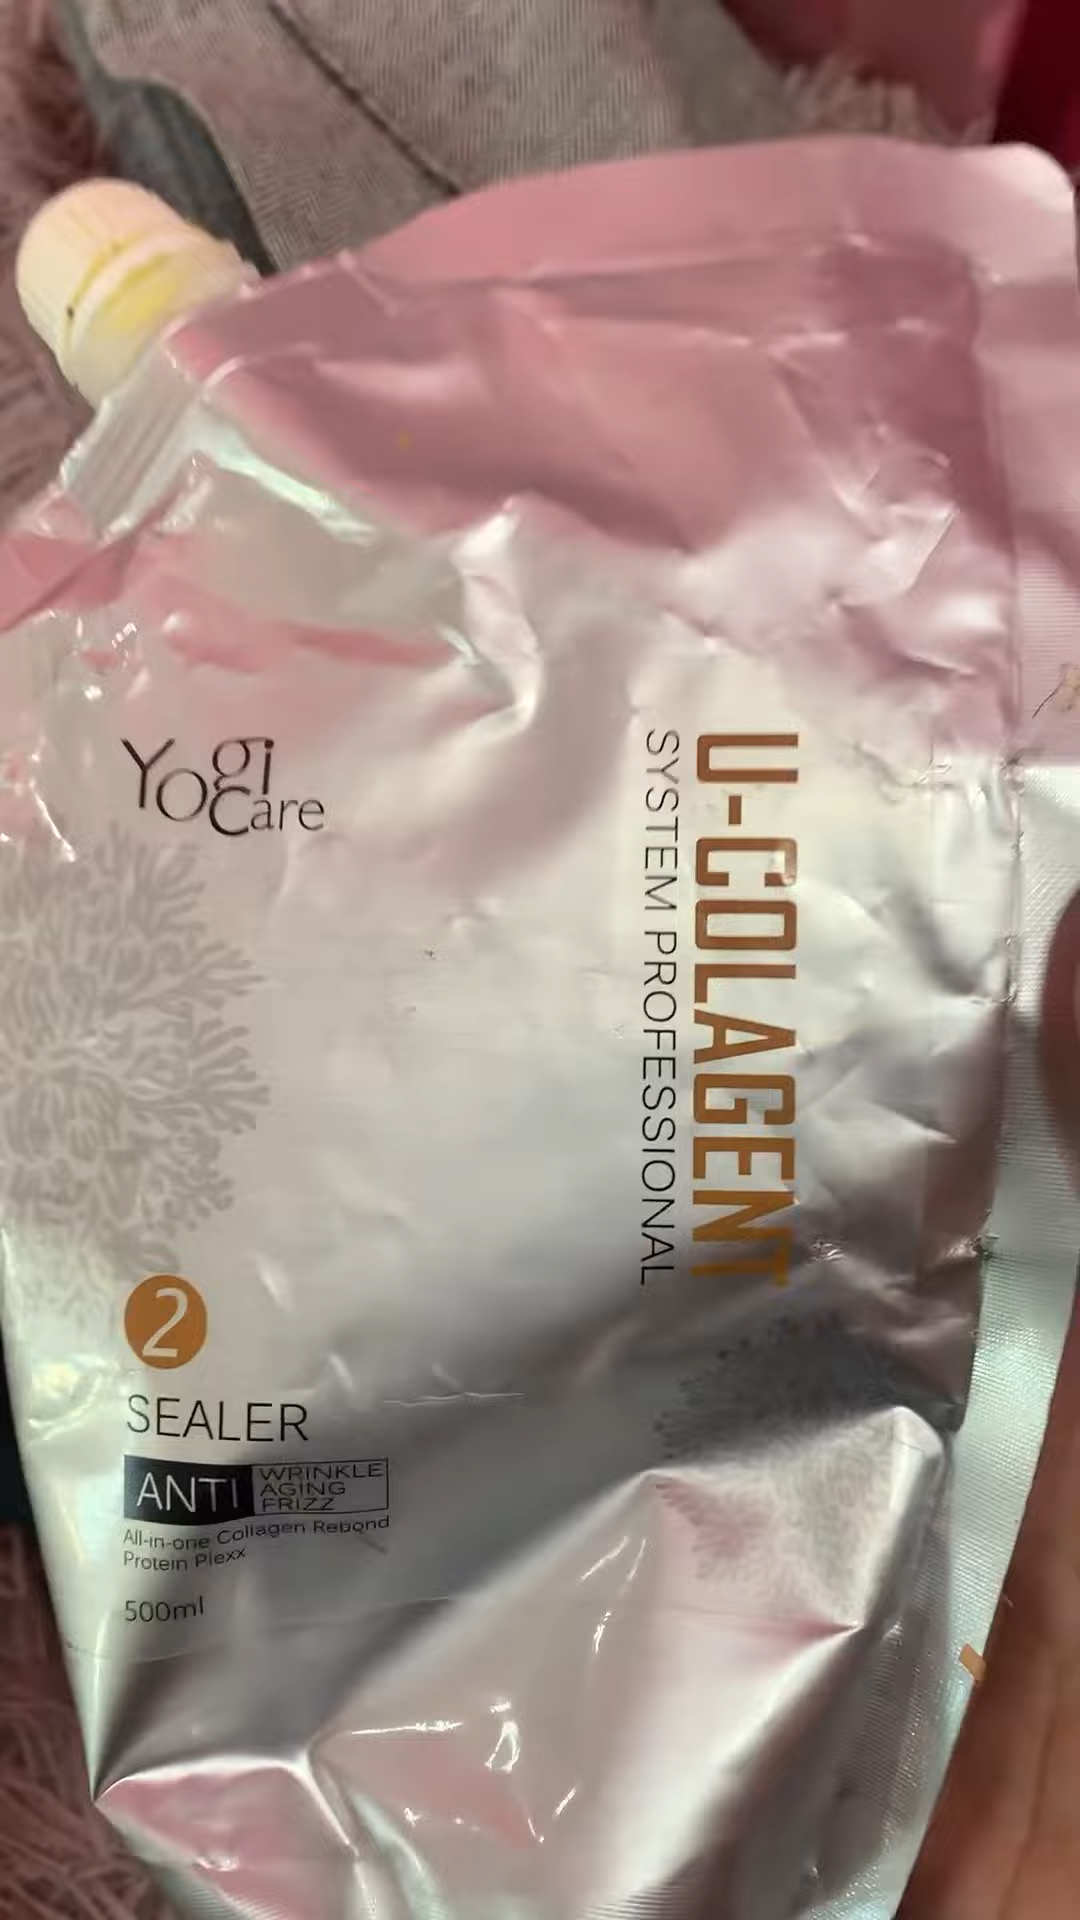 Yogi
Care
U-COLAGENT
SYSTEM PROFESSIONAL
2
SEALER
ANTI WRINKLE
AGING
FRIZZ
All-in-one Collagen Rebond
Protein Plexx
500ml